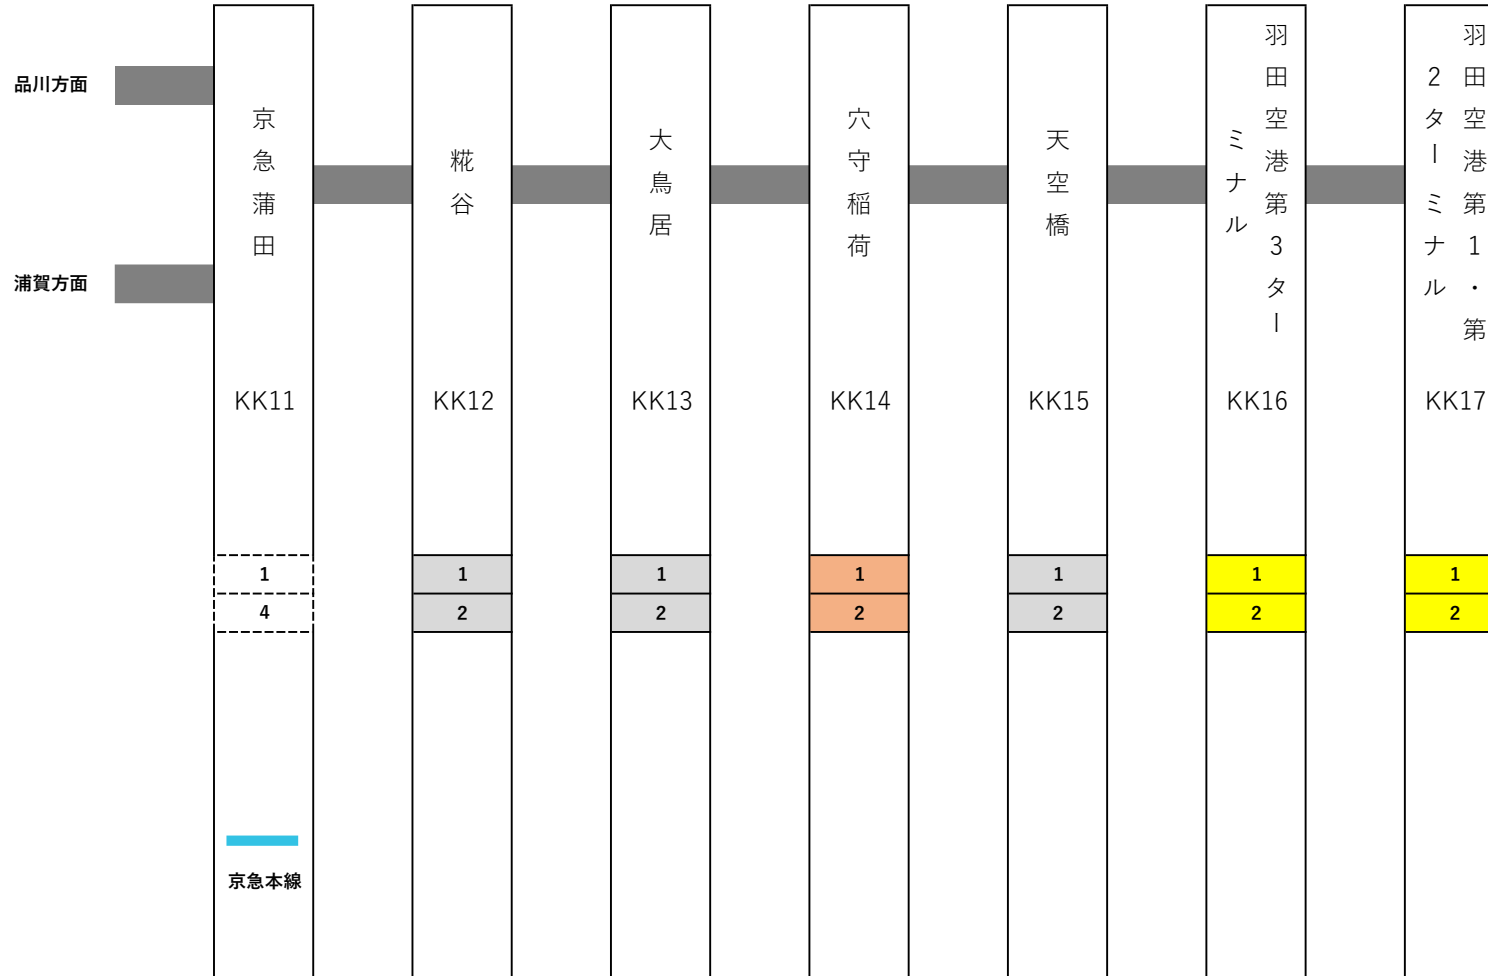 品川方面
浦賀方面
京急蒲田
KK11
1
4
京急本線
糀谷
KK12
1
2
大鳥居
KK13
1
2
穴守稲荷
KK14
1
2
天空橋
KK15
1
2
羽田空港第3ター
ミナル
KK16
1
2
羽田空港第1・第
2ターミナル
KK17
1
2